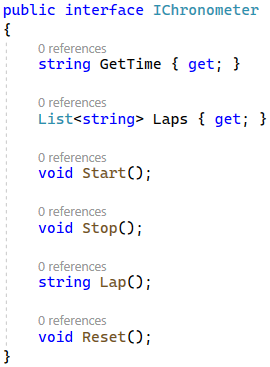 public interface IChronometer
{
0 references
string GetTime { get; }
0 references
List<string> Laps { get; }
0 references
void Start();
0 references
void Stop();
0 references
string Lap();
0 references
void Reset();
}